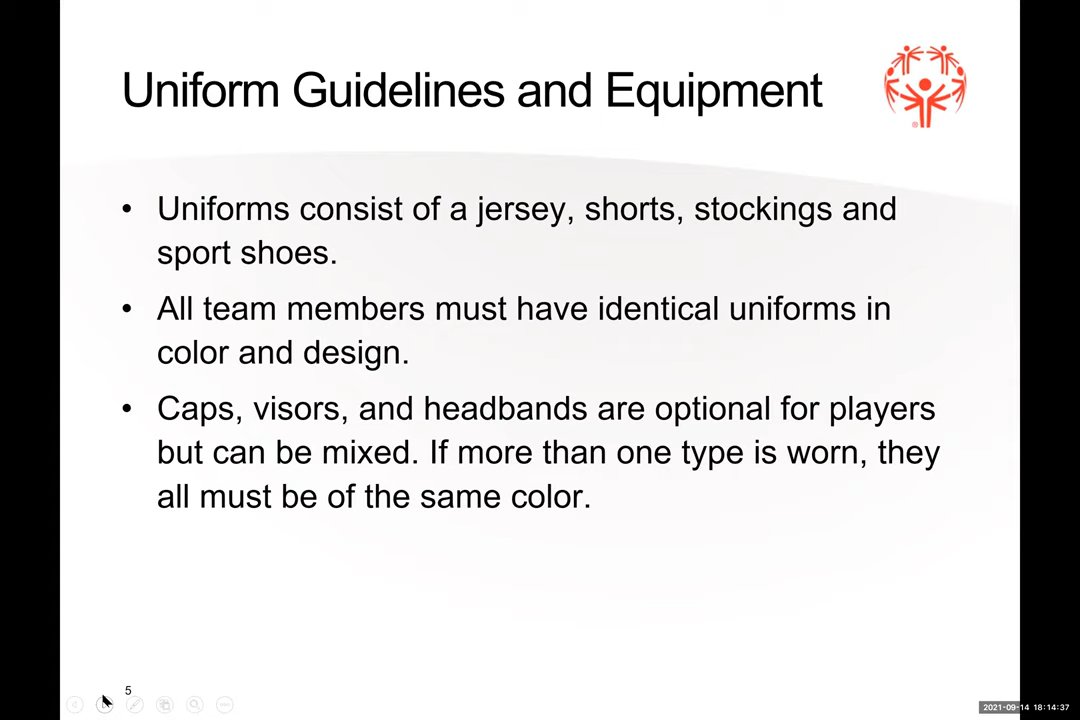 Uniform Guidelines and Equipment
®
• Uniforms consist of a jersey, shorts, stockings and
sport shoes.
• All team members must have identical uniforms in
color and design.
• Caps, visors, and headbands are optional for players
but can be mixed. If more than one type is worn, they
all must be of the same color.
5
2021-09-14 18:14:37